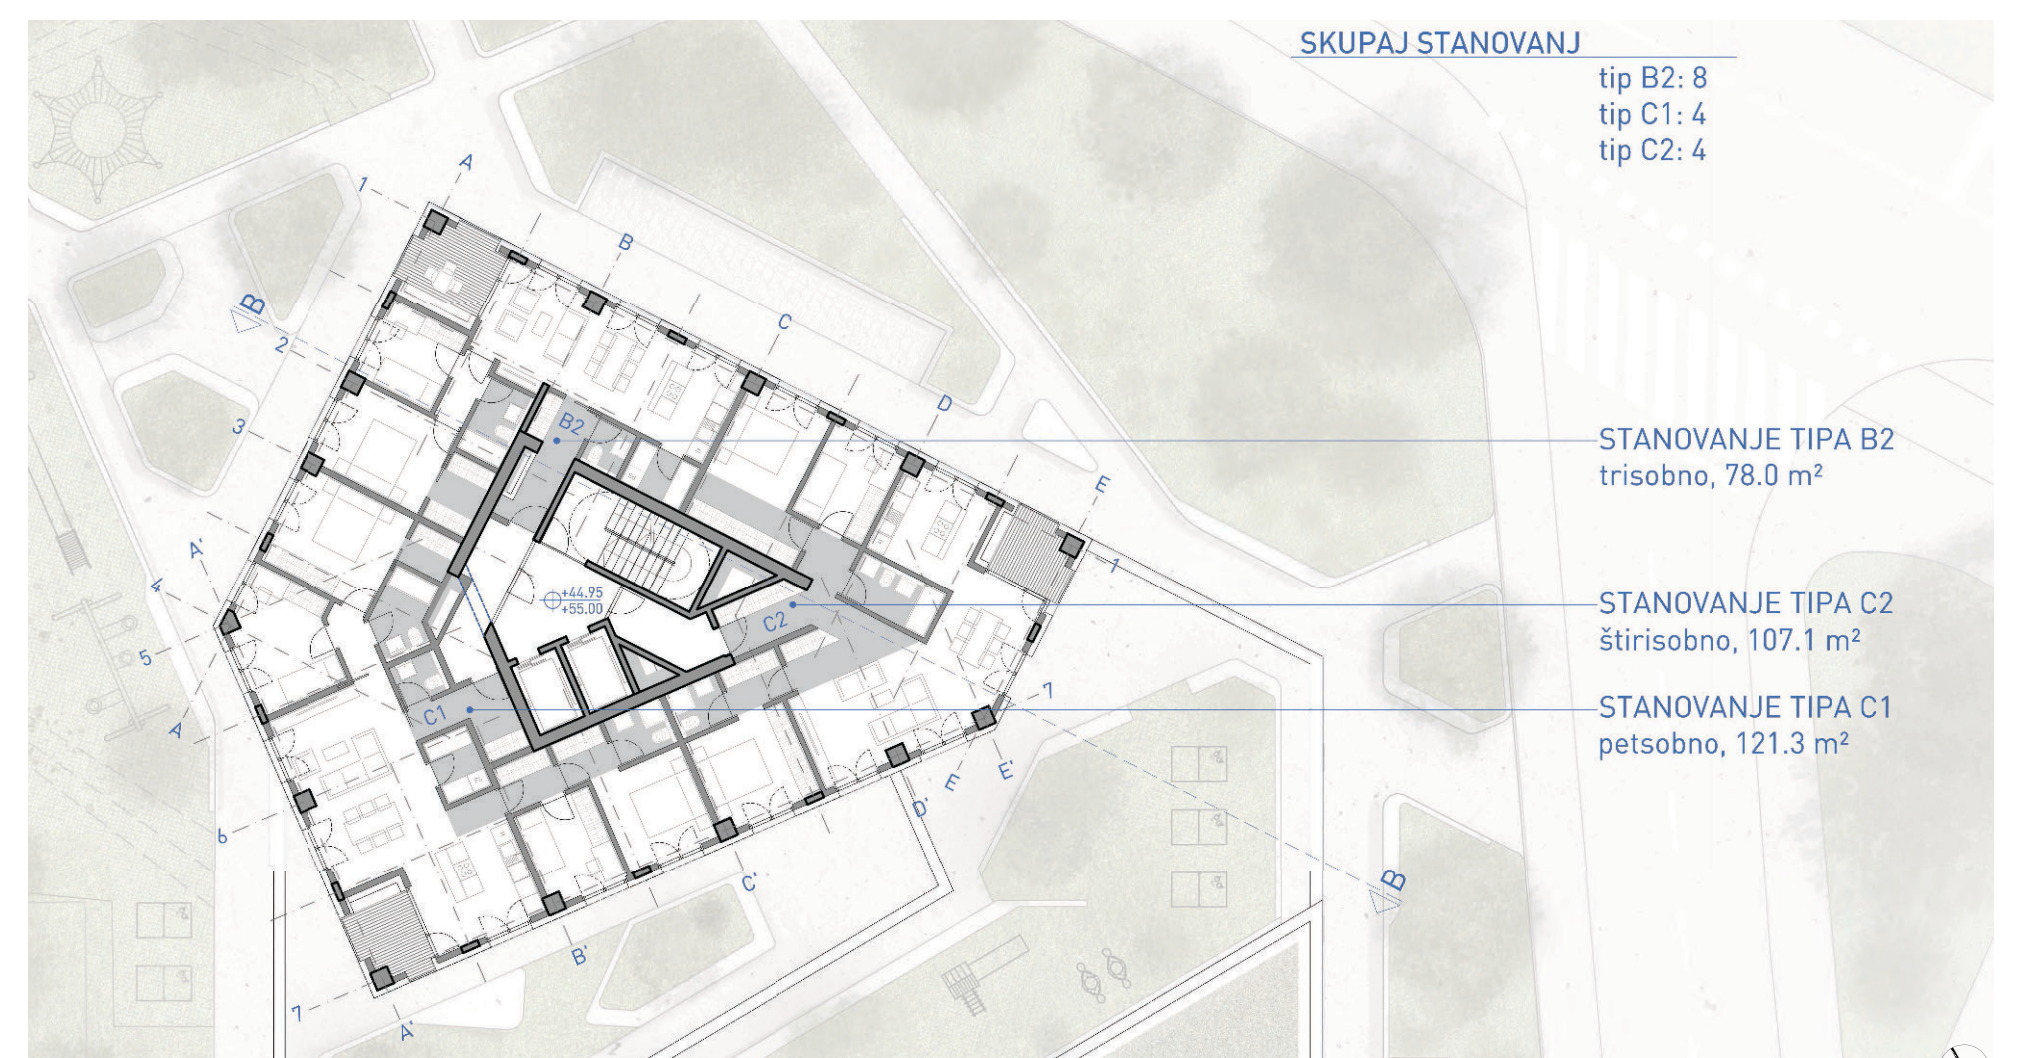 SKUPAJ STANOVANJ
tip B2: 8
tip C1: 4
tip C2: 4
A
1
B
B
2
C
D
3
B2
STANOVANJE TIPA B2
trisobno, 78.0 m²
E
A'
1
4
+44.95
+55.00
C2
STANOVANJE TIPA C2
štirisobno, 107.1 m²
5
7
C1
A
STANOVANJE TIPA C1
petsobno, 121.3 m²
E
E'
D'
6
C'
B
B'
7
A'